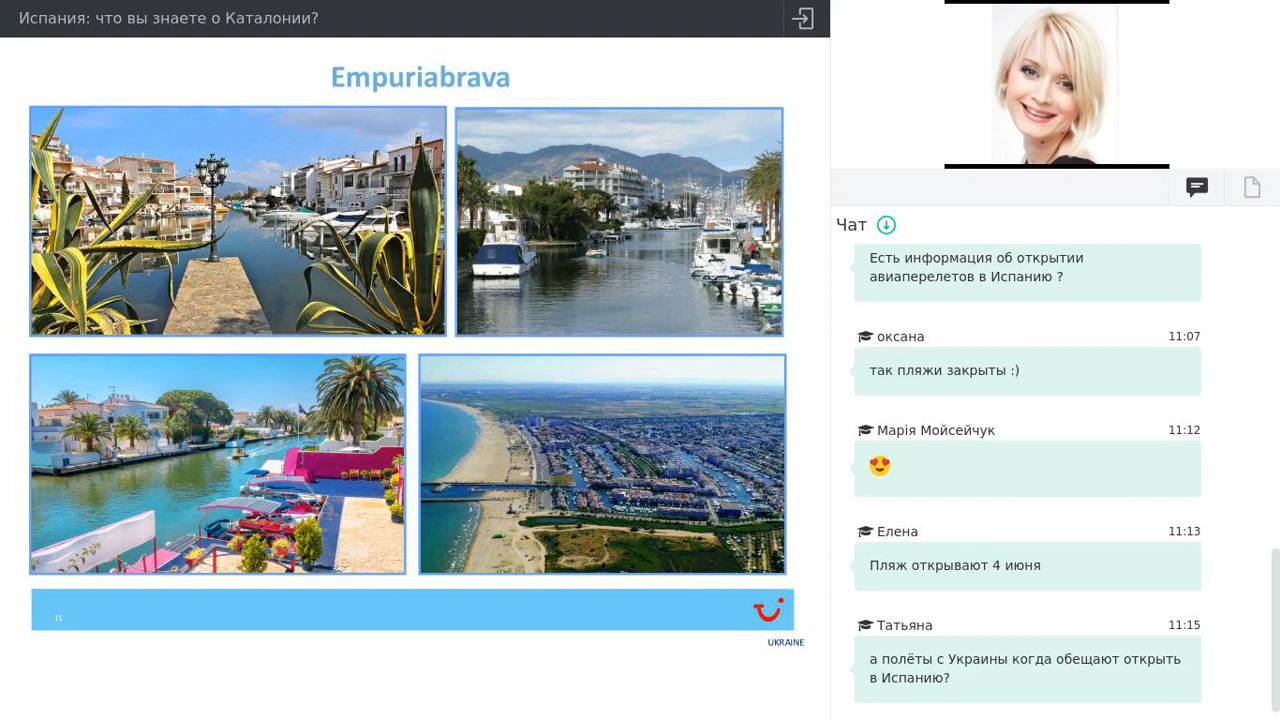 Испания: что вы знаете о Каталонии?
Empuriabrava
11
UKRAINE
Чат
Есть информация об открытии
авиаперелетов в Испанию ?
оксана 11:07
так пляжи закрыты :)
Марія Мойсейчук 11:12
😍
Елена 11:13
Пляж открывают 4 июня
Татьяна 11:15
а полёты с Украины когда обещают открыть
в Испанию?